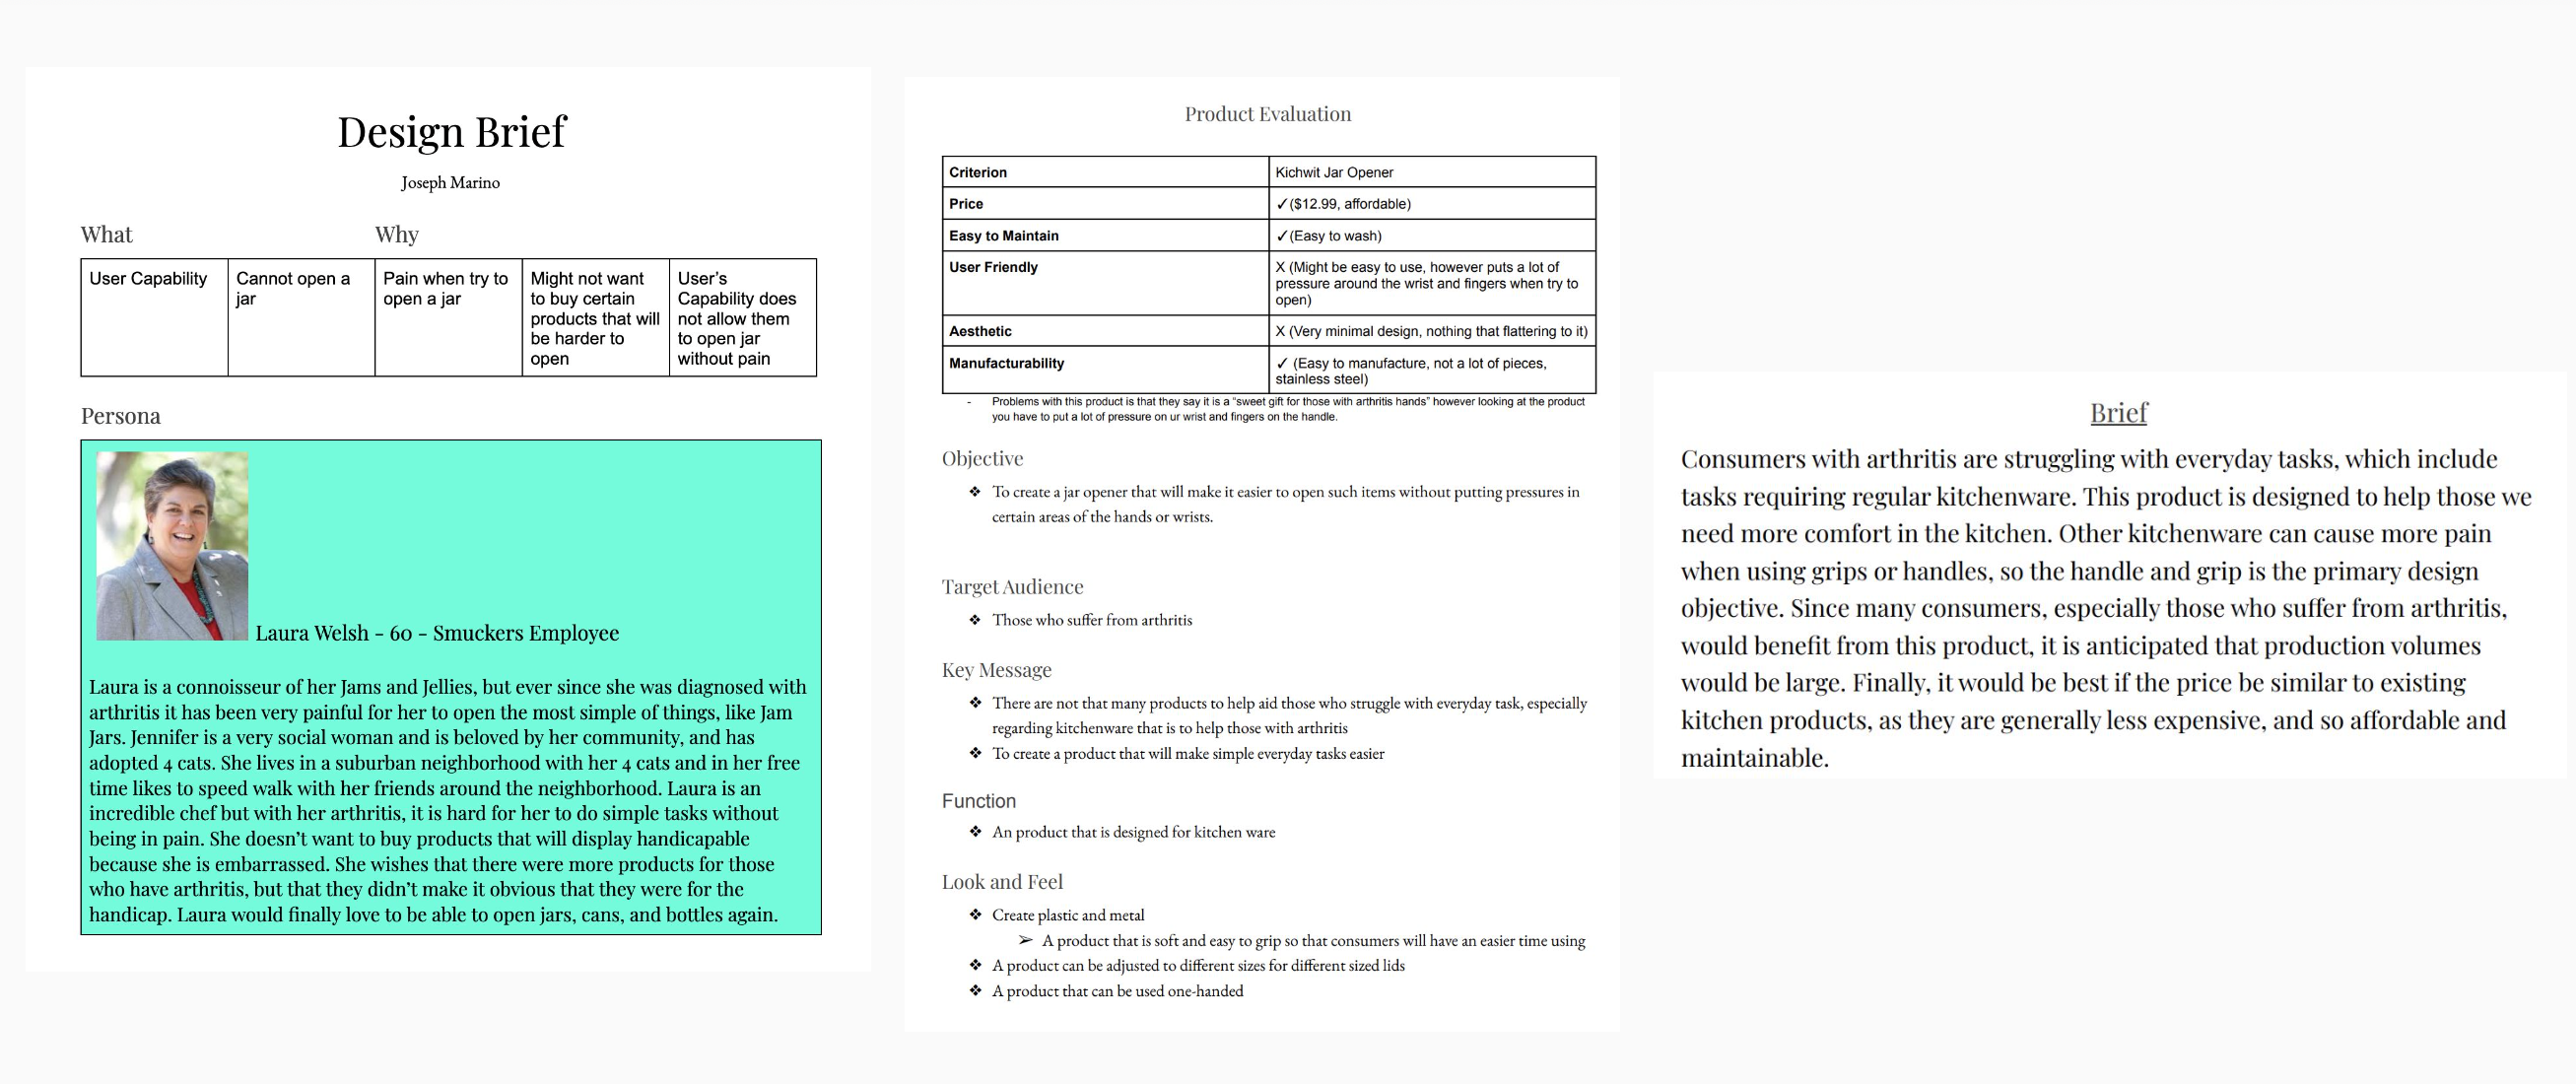 Design Brief
Joseph Marino
What
Why
User Capability
Cannot open a
jar
Pain when try to
open a jar
Might not want
to buy certain
products that will
be harder to
open
User's
Capability does
not allow them
to open jar
without pain
Persona
Laura Welsh - 60 - Smuckers Employee
Laura is a connoisseur of her Jams and Jellies, but ever since she was diagnosed with
arthritis it has been very painful for her to open the most simple of things, like Jam
Jars. Jennifer is a very social woman and is beloved by her community, and has
adopted 4 cats. She lives in a suburban neighborhood with her 4 cats and in her free
time likes to speed walk with her friends around the neighborhood. Laura is an
incredible chef but with her arthritis, it is hard for her to do simple tasks without
being in pain. She doesn't want to buy products that will display handicapable
because she is embarrassed. She wishes that there were more products for those
who have arthritis, but that they didn't make it obvious that they were for the
handicap. Laura would finally love to be able to open jars, cans, and bottles again.
Product Evaluation
Criterion
Kichwit Jar Opener
Price
✓($12.99, affordable)
Easy to Maintain
✓(Easy to wash)
User Friendly
X (Might be easy to use, however puts a lot of
pressure around the wrist and fingers when try to
open)
Aesthetic
X (Very minimal design, nothing that flattering to it)
Manufacturability
✓ (Easy to manufacture, not a lot of pieces,
stainless steel)
- Problems with this product is that they say it is a "sweet gift for those with arthritis hands" however looking at the product
you have to put a lot of pressure on ur wrist and fingers on the handle.
Objective
❖ To create a jar opener that will make it easier to open such items without putting pressures in
certain areas of the hands or wrists.
Target Audience
❖ Those who suffer from arthritis
Key Message
❖ There are not that many products to help aid those who struggle with everyday task, especially
regarding kitchenware that is to help those with arthritis
❖ To create a product that will make simple everyday tasks easier
Function
❖ An product that is designed for kitchen ware
Look and Feel
❖ Create plastic and metal
➢ A product that is soft and easy to grip so that consumers will have an easier time using
❖ A product can be adjusted to different sizes for different sized lids
❖ A product that can be used one-handed
Brief
Consumers with arthritis are struggling with everyday tasks, which include
tasks requiring regular kitchenware. This product is designed to help those we
need more comfort in the kitchen. Other kitchenware can cause more pain
when using grips or handles, so the handle and grip is the primary design
objective. Since many consumers, especially those who suffer from arthritis,
would benefit from this product, it is anticipated that production volumes
would be large. Finally, it would be best if the price be similar to existing
kitchen products, as they are generally less expensive, and so affordable and
maintainable.